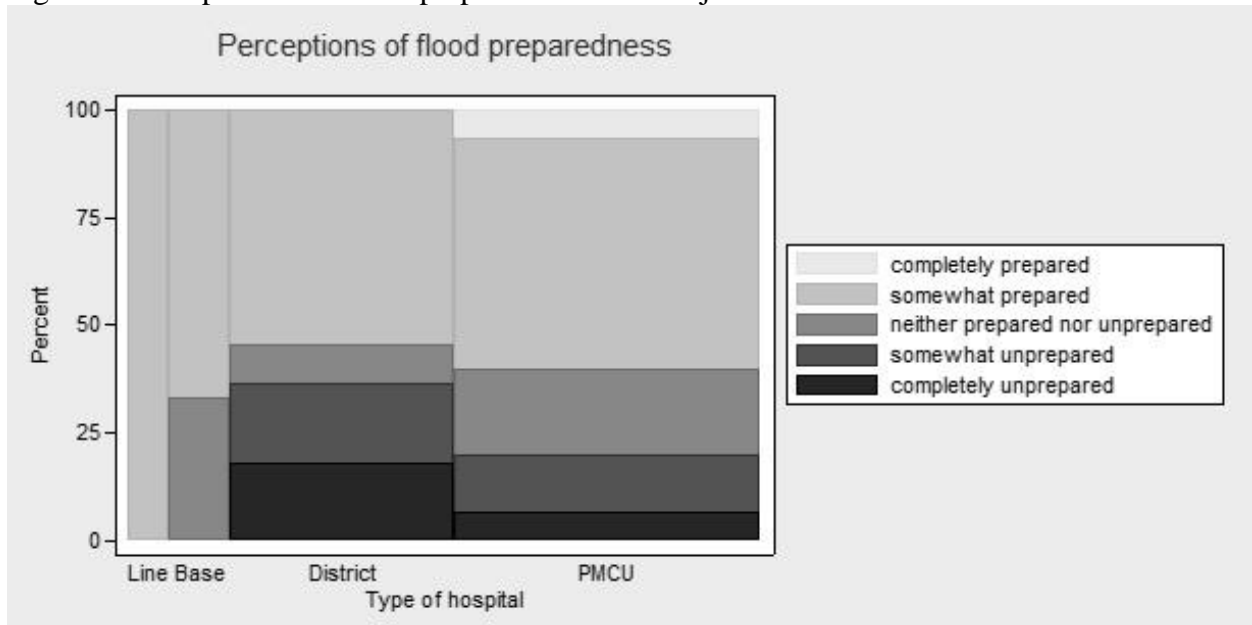 Perceptions of flood preparedness
100
75
50
25
0
Percent
Line Base District PMCU
Type of hospital
completely prepared
somewhat prepared
neither prepared nor unprepared
somewhat unprepared
completely unprepared